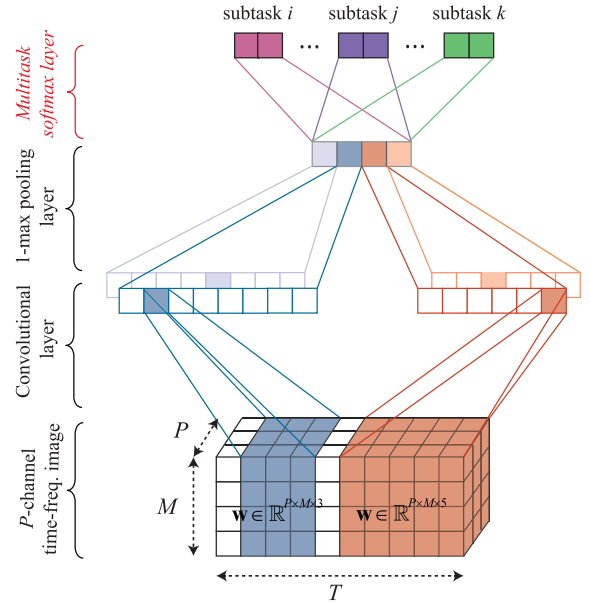 subtask i
subtask j
subtask k
... ...
Multitask
softmax layer
1-max pooling
layer
Convolutional
layer
P-channel
time-freq. image
P
M
w ∈ ℝ^{P×M×3}
w ∈ ℝ^{P×M×5}
T